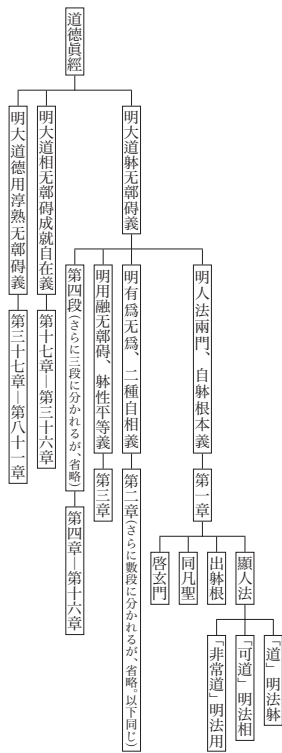 道德眞經
明大道躰无鄣碍義
明人法兩門、自躰根本義
第一章
顯人法
「道」明法躰
「可道」明法相
「非常道」明法用
出躰根
同凡聖
啓玄門
明有爲无爲、二種自相義
第二章(さらに數段に分かれるが、省略。以下同じ)
明用融无鄣碍、躰性平等義
第三章
第四段(さらに三段に分かれるが、省略)
第四章―第十六章
明大道相无鄣碍成就自在義
第十七章―第三十六章
明大道德用淳熟无鄣碍義
第三十七章―第八十一章